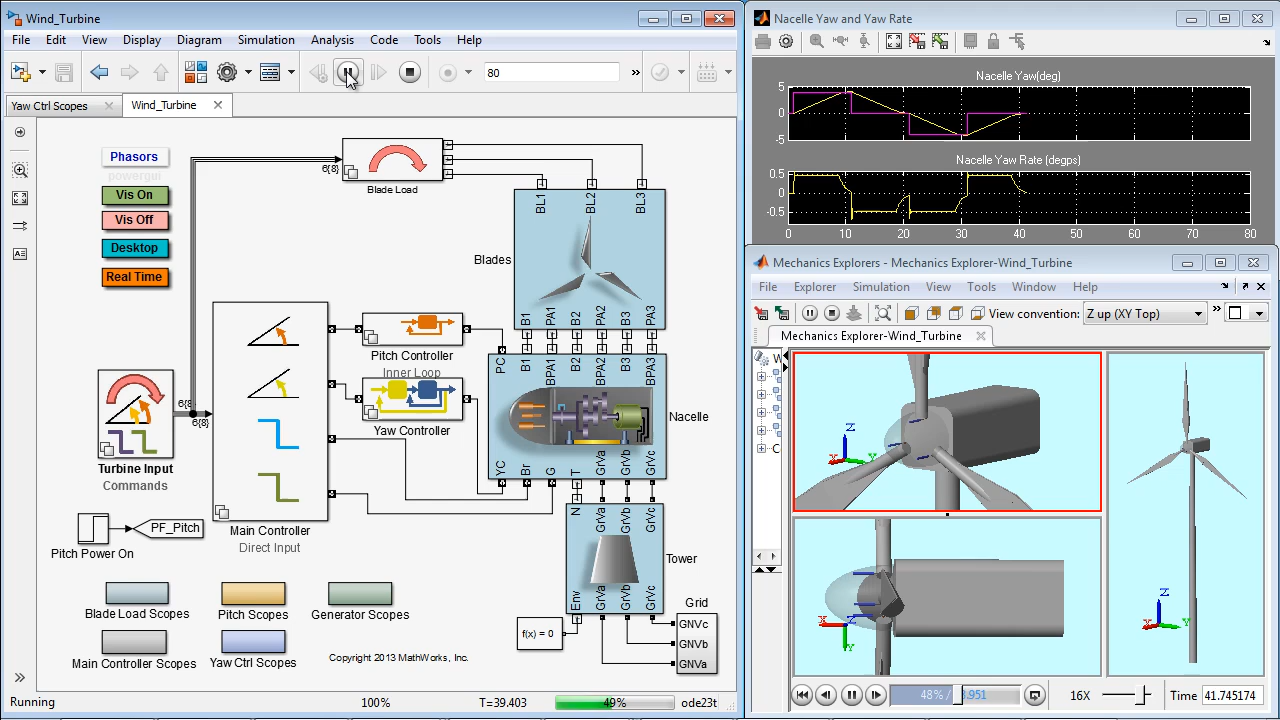 Wind_Turbine
File Edit View Display Diagram Simulation Analysis Code Tools Help
80
»
Yaw Ctrl Scopes
Wind_Turbine
Phasors
powergui
Vis On
Vis Off
Desktop
Real Time
6{8}
Blade Load
BL1 BL2 BL3
Blades
B1 PA1 B2 PA2 B3 PA3
Pitch Controller
Inner Loop
Yaw Controller
PC B1 BPA1 B2 BPA2 B3 BPA3
Nacelle
YC Br G T GrVa GrVb GrVc
6{8}
6{8}
Turbine Input
Commands
Main Controller
Direct Input
PF_Pitch
Pitch Power On
N GrVa GrVb GrVc
Tower
Env GrVa GrVb GrVc
f(x) = 0
Grid
GNVc
GNVb
GNVa
Blade Load Scopes
Pitch Scopes
Generator Scopes
Main Controller Scopes
Yaw Ctrl Scopes
Copyright 2013 MathWorks, Inc.
»
Running
100%
T=39.403
49%
ode23t
Nacelle Yaw and Yaw Rate
Nacelle Yaw(deg)
5
0
-5
Nacelle Yaw Rate (degps)
0.5
0
-0.5
0 10 20 30 40 50 60 70 80
Mechanics Explorers - Mechanics Explorer-Wind_Turbine
File Explorer Simulation View Tools Window Help
View convention: Z up (XY Top)
»
Mechanics Explorer-Wind_Turbine
W
C
Z
X
Y
X
Z
Y
Z
X
Y
48% /
16X
Time 41.745174